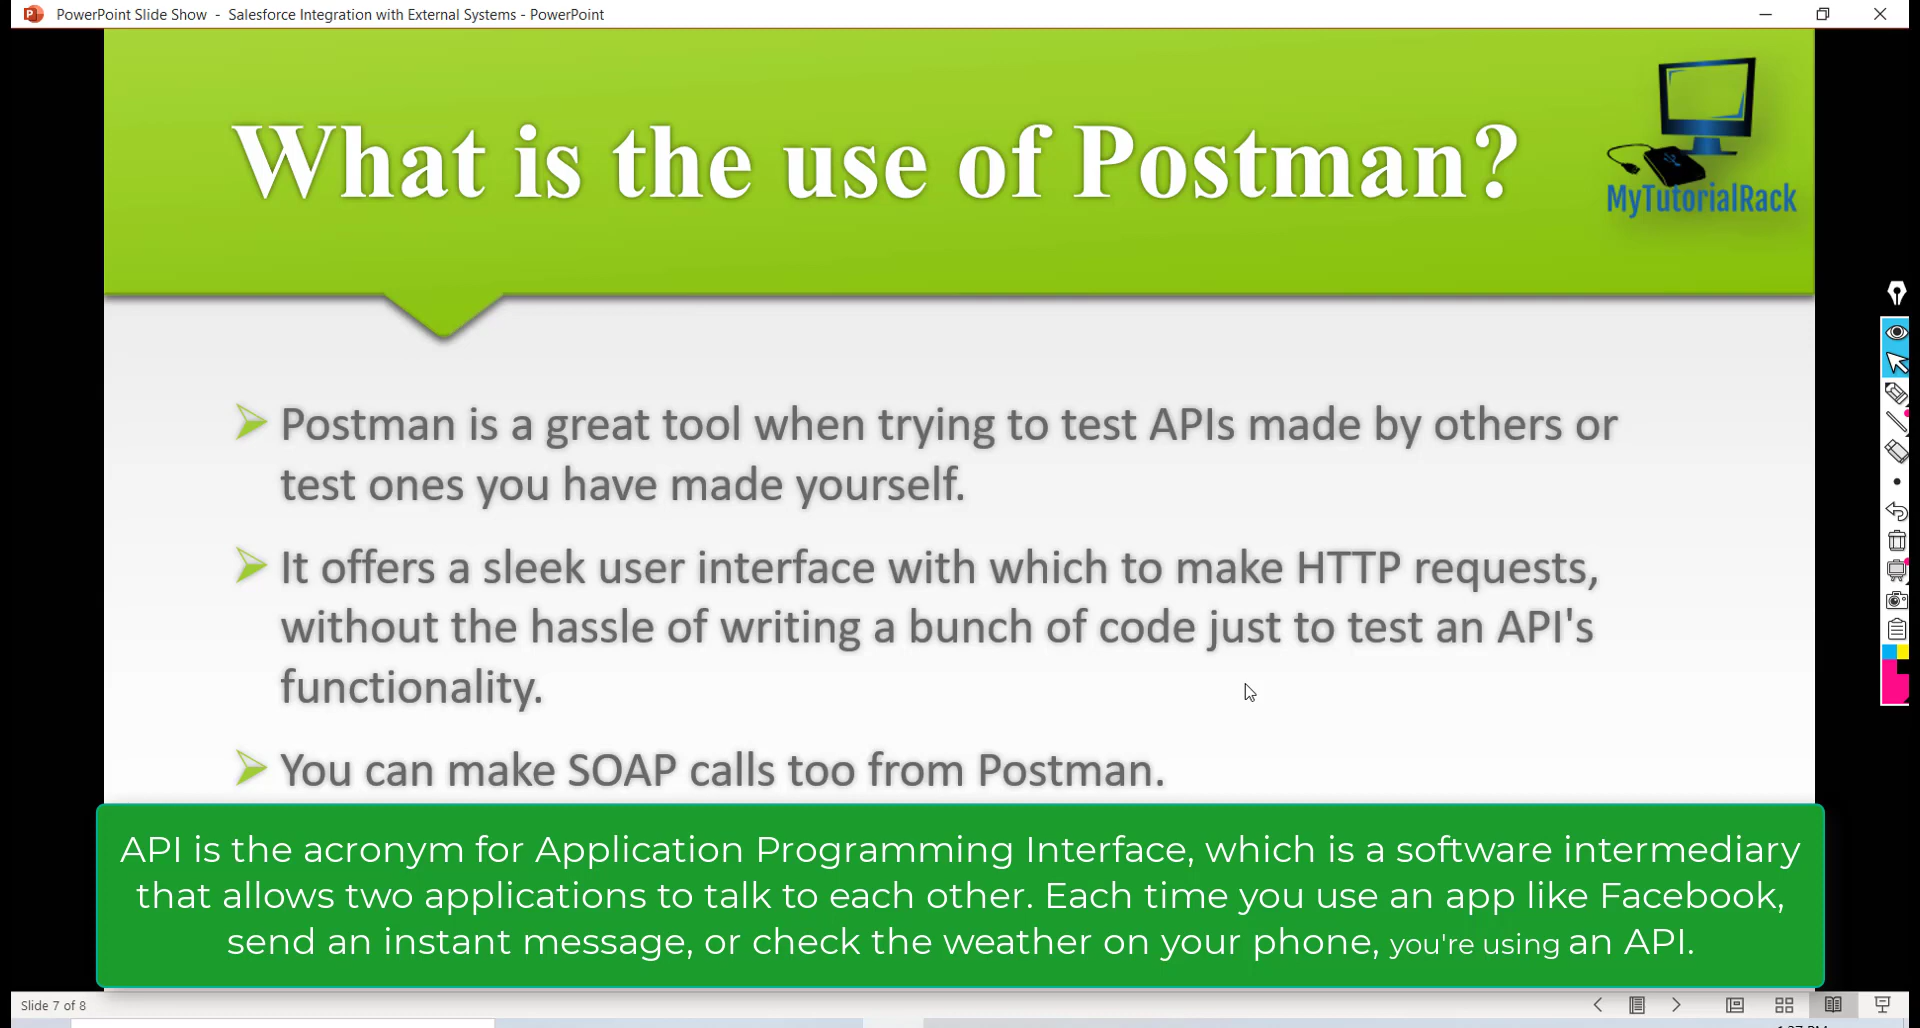 PowerPoint Slide Show - Salesforce Integration with External Systems - PowerPoint
What is the use of Postman?
MyTutorialRack
Postman is a great tool when trying to test APIs made by others or
test ones you have made yourself.
It offers a sleek user interface with which to make HTTP requests,
without the hassle of writing a bunch of code just to test an API's
functionality.
You can make SOAP calls too from Postman.
API is the acronym for Application Programming Interface, which is a software intermediary
that allows two applications to talk to each other. Each time you use an app like Facebook,
send an instant message, or check the weather on your phone, you're using an API.
Slide 7 of 8